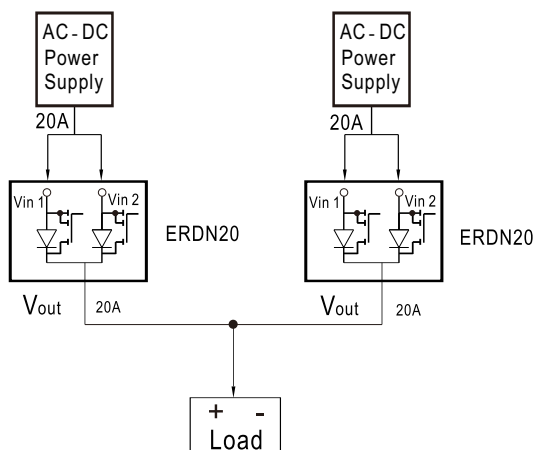 AC - DC
Power
Supply
AC - DC
Power
Supply
20A
20A
Vin 1
Vin 2
ERDN20
Vin 1
Vin 2
ERDN20
Vout
20A
Vout
20A
+ -
Load